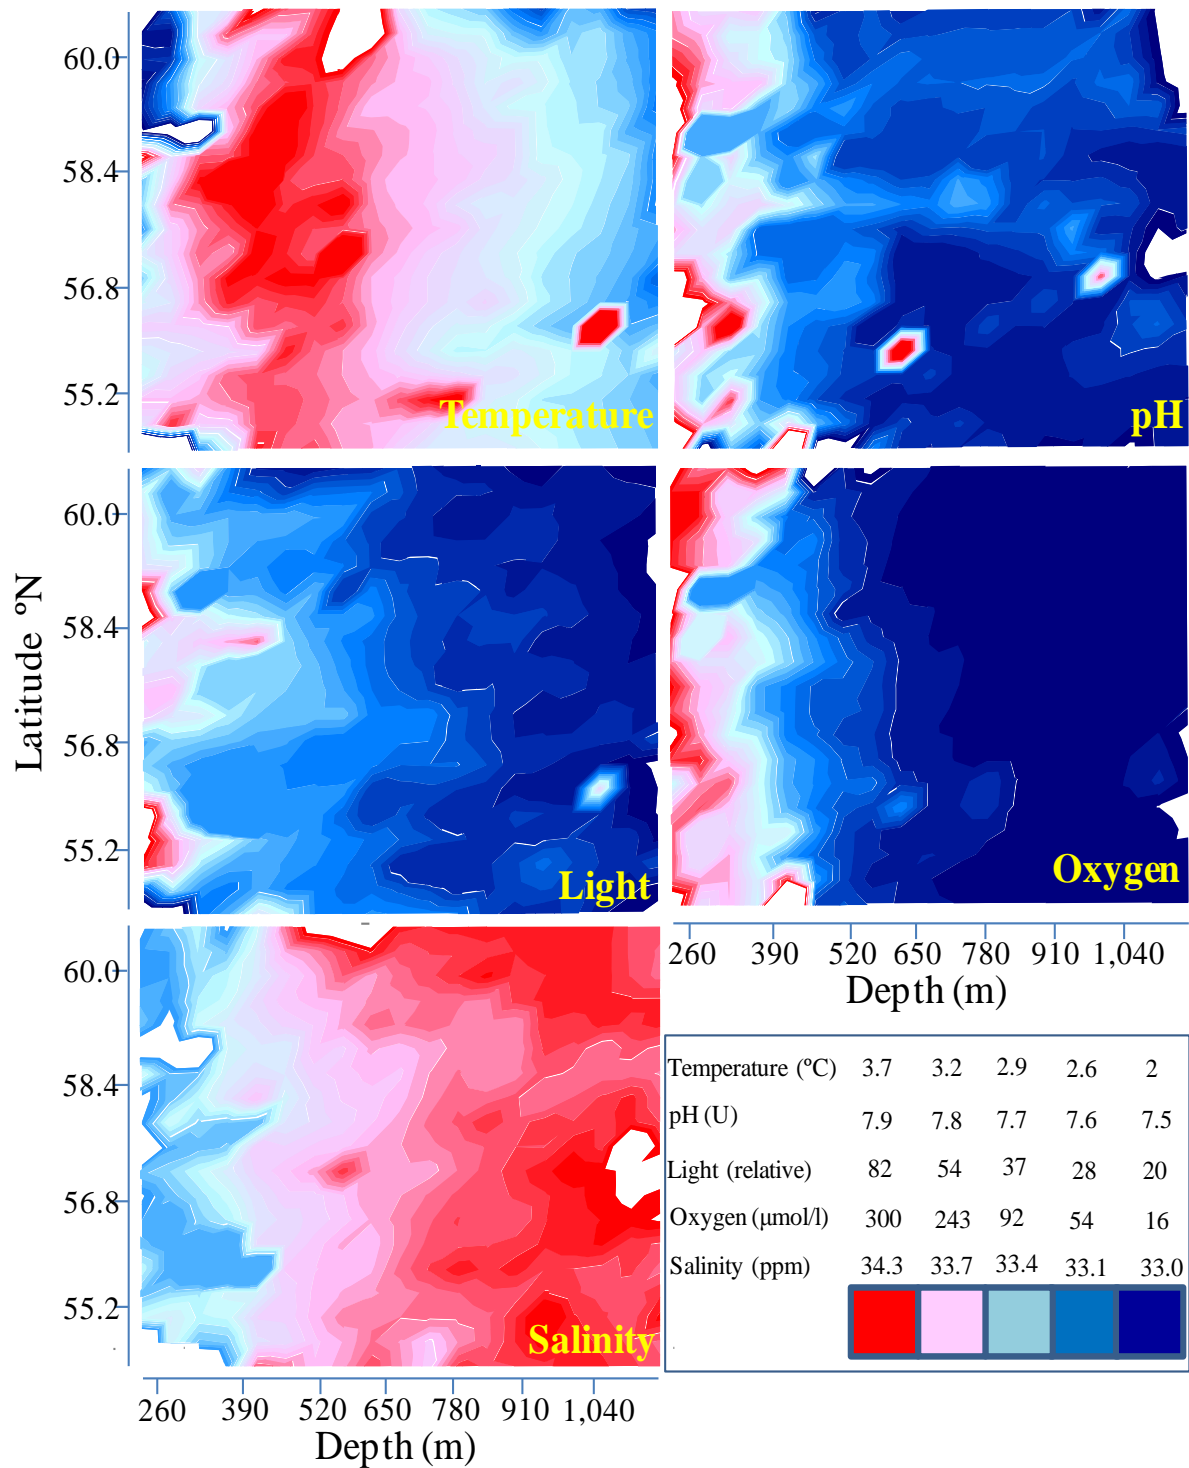 60.0
58.4
56.8
55.2
Temperature
pH
60.0
58.4
56.8
55.2
Light
Oxygen
Latitude ºN
260 390 520 650 780 910 1,040
Depth (m)
60.0
58.4
56.8
55.2
Salinity
260 390 520 650 780 910 1,040
Depth (m)
Temperature (ºC) 3.7 3.2 2.9 2.6 2
pH (U) 7.9 7.8 7.7 7.6 7.5
Light (relative) 82 54 37 28 20
Oxygen (µmol/l) 300 243 92 54 16
Salinity (ppm) 34.3 33.7 33.4 33.1 33.0